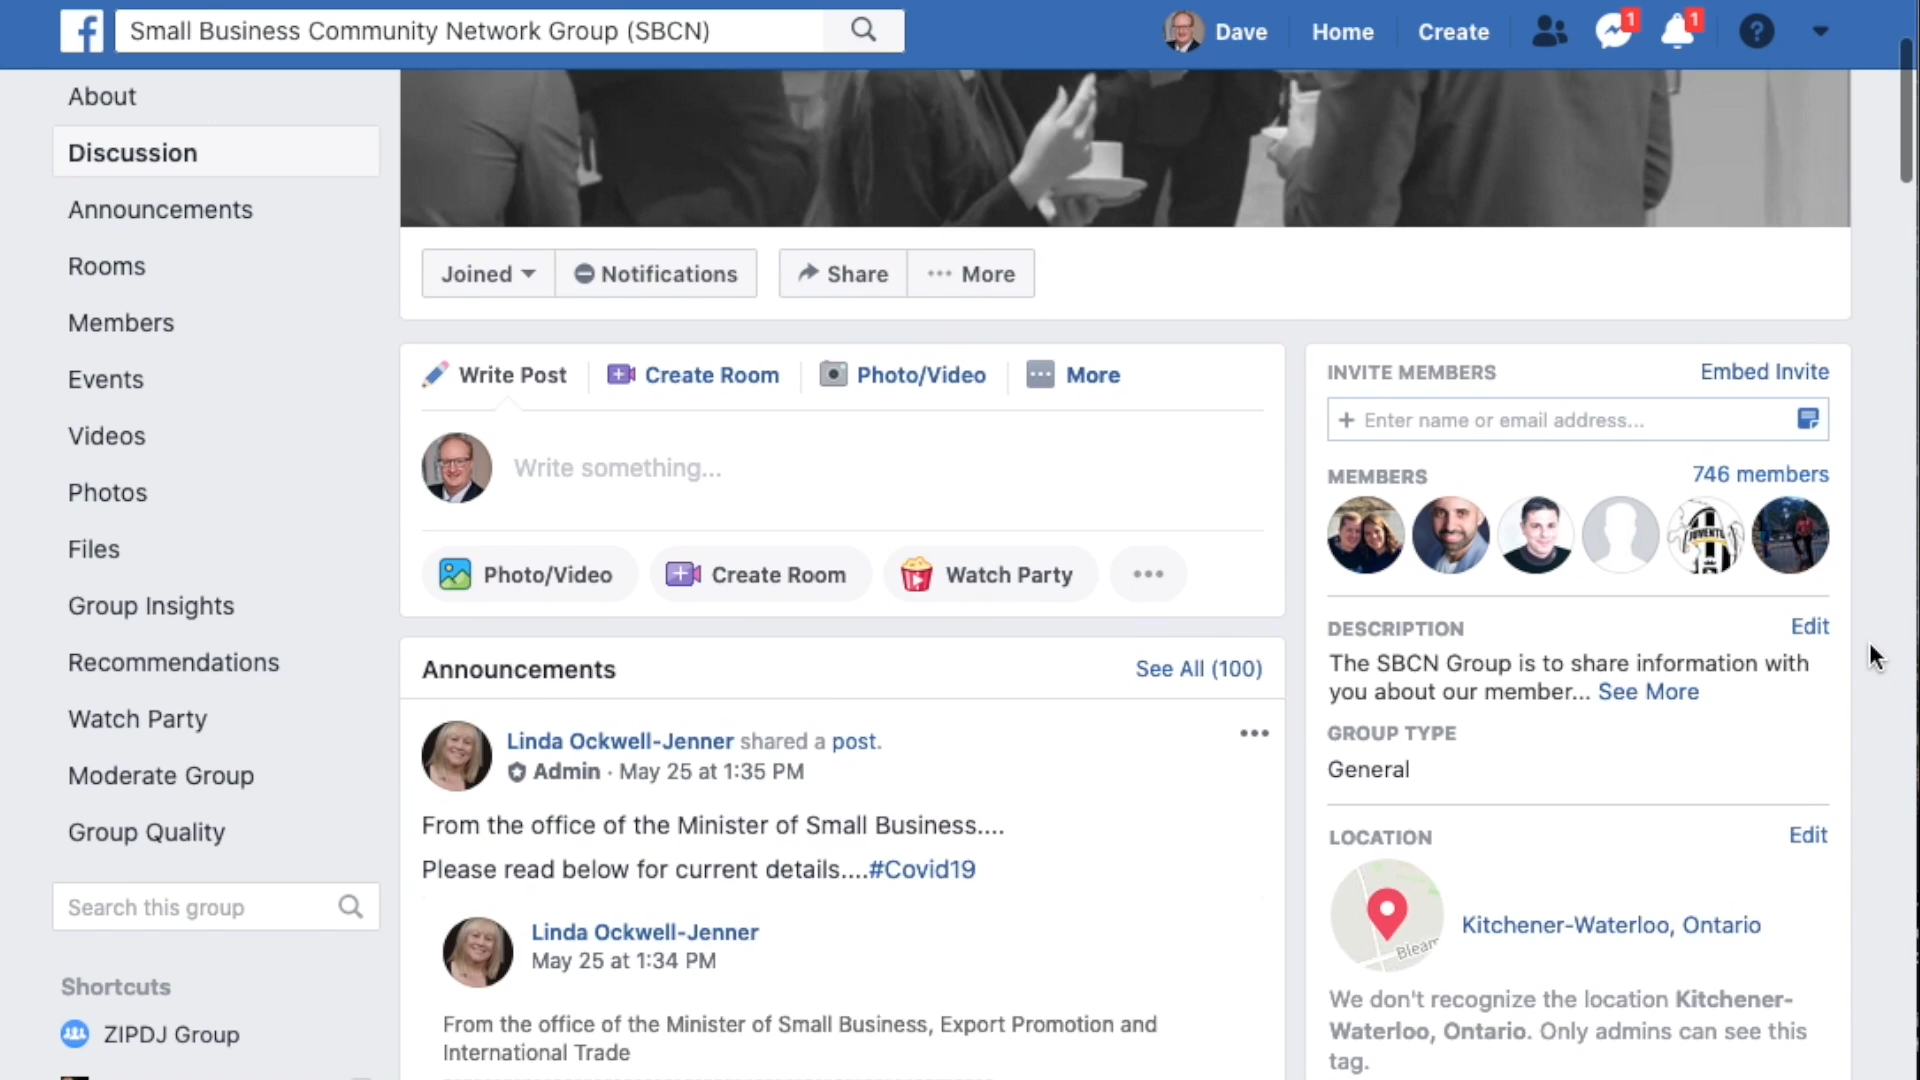 Small Business Community Network Group (SBCN)
Dave
Home
Create
1
1
About
Discussion
Announcements
Rooms
Members
Events
Videos
Photos
Files
Group Insights
Recommendations
Watch Party
Moderate Group
Group Quality
Search this group
Shortcuts
ZIPDJ Group
Joined
Notifications
Share
More
Write Post
Create Room
Photo/Video
More
Write something...
Photo/Video
Create Room
Watch Party
Announcements
See All (100)
Linda Ockwell-Jenner shared a post.
Admin · May 25 at 1:35 PM
From the office of the Minister of Small Business....
Please read below for current details....#Covid19
Linda Ockwell-Jenner
May 25 at 1:34 PM
From the office of the Minister of Small Business, Export Promotion and
International Trade
INVITE MEMBERS
Embed Invite
+ Enter name or email address...
MEMBERS
746 members
DESCRIPTION
Edit
The SBCN Group is to share information with
you about our member... See More
GROUP TYPE
General
LOCATION
Edit
Bleam
Kitchener-Waterloo, Ontario
We don't recognize the location Kitchener-
Waterloo, Ontario. Only admins can see this
tag.